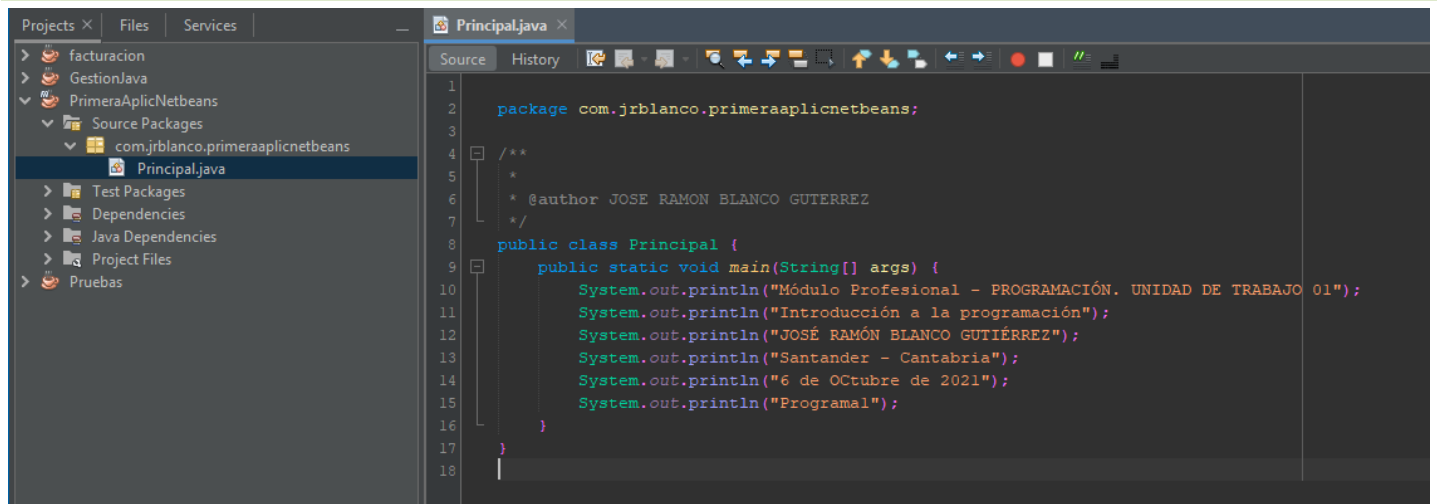 Projects Files Services
facturacion
GestionJava
PrimeraAplicNetbeans
Source Packages
com.jrblanco.primeraaplicnetbeans
Principal.java
Test Packages
Dependencies
Java Dependencies
Project Files
Pruebas
Principal.java
Source History
1
2 package com.jrblanco.primeraaplicnetbeans;
3
4 /**
5 *
6 * @author JOSE RAMON BLANCO GUTERREZ
7 */
8 public class Principal {
9 public static void main(String[] args) {
10 System.out.println("Módulo Profesional - PROGRAMACIÓN. UNIDAD DE TRABAJO 01");
11 System.out.println("Introducción a la programación");
12 System.out.println("JOSÉ RAMÓN BLANCO GUTIÉRREZ");
13 System.out.println("Santander - Cantabria");
14 System.out.println("6 de OCtubre de 2021");
15 System.out.println("Programa1");
16 }
17 }
18